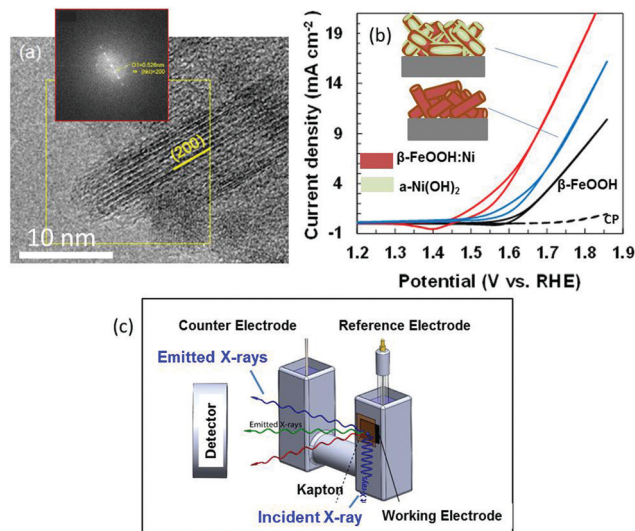 (a)
D1=0.528nm
(hkl)=200
(200)
10 nm
(b)
Current density (mA cm⁻²)
24
19
14
9
4
-1
β-FeOOH:Ni
a-Ni(OH)₂
β-FeOOH
CP
1.2 1.3 1.4 1.5 1.6 1.7 1.8 1.9
Potential (V vs. RHE)
(c)
Counter Electrode
Reference Electrode
Emitted X-rays
Emitted X-rays
Detector
Kapton
Incident X-ray
Working Electrode